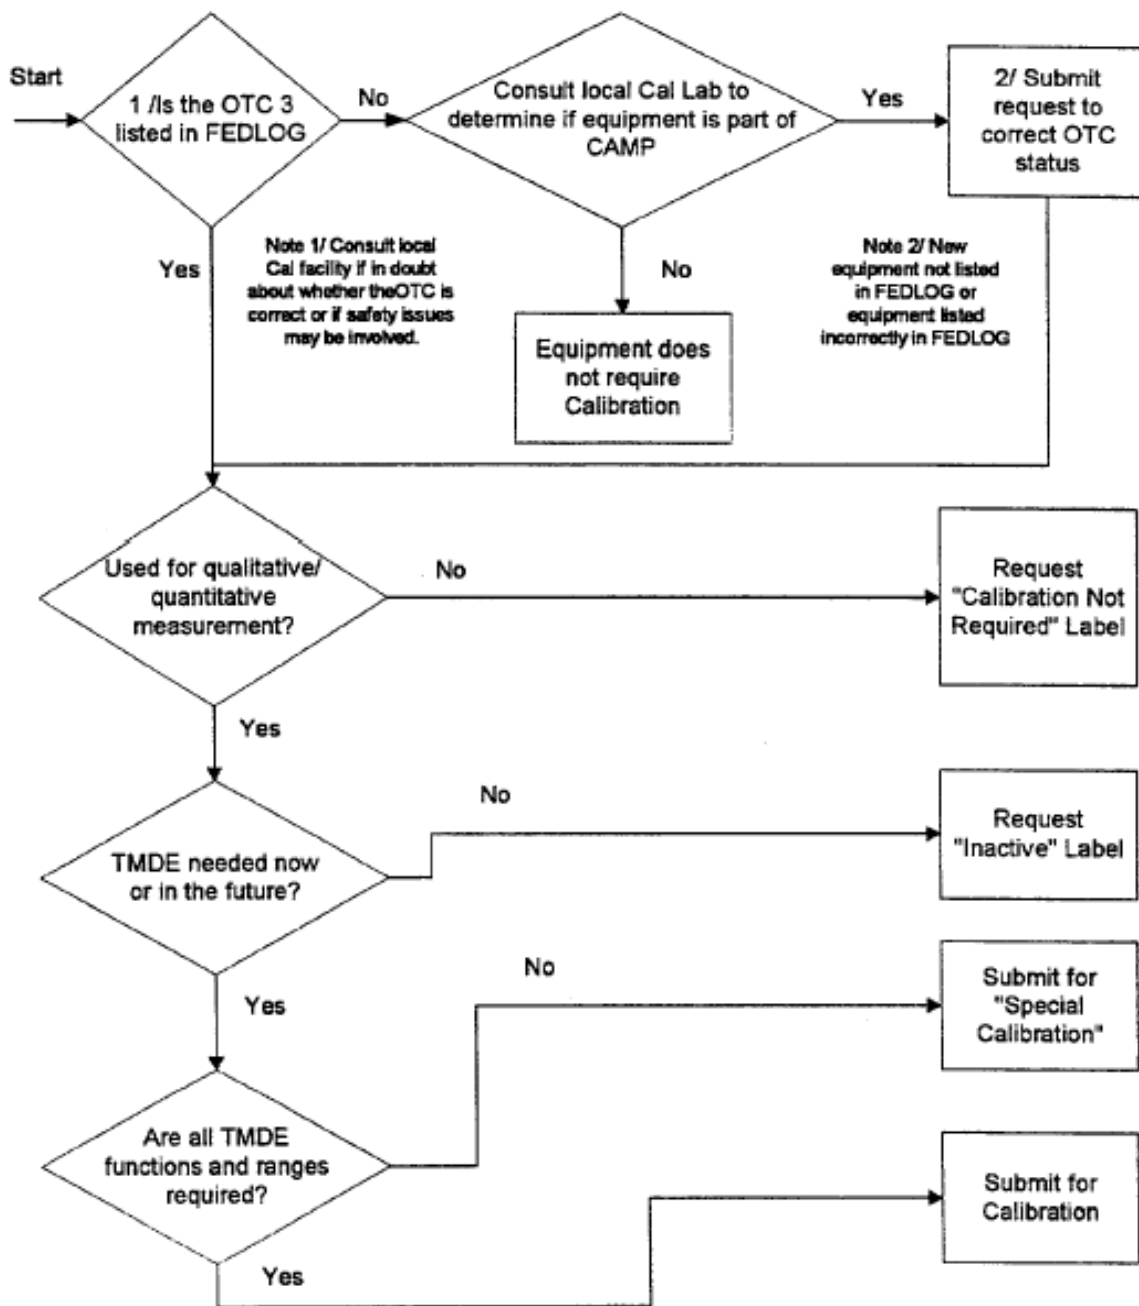 Start
1 /Is the OTC 3
listed in FEDLOG
No
Consult local Cal Lab to
determine if equipment is part of
CAMP
Yes
2/ Submit
request to
correct OTC
status
Yes
Note 1/ Consult local
Cal facility if in doubt
about whether theOTC is
correct or if safety issues
may be involved.
No
Note 2/ New
equipment not listed
in FEDLOG or
equipment listed
incorrectly in FEDLOG
Equipment does
not require
Calibration
Used for qualitative/
quantitative
measurement?
No
Request
"Calibration Not
Required" Label
Yes
TMDE needed now
or in the future?
No
Request
"Inactive" Label
Yes
No
Submit for
"Special
Calibration"
Are all TMDE
functions and ranges
required?
Submit for
Calibration
Yes